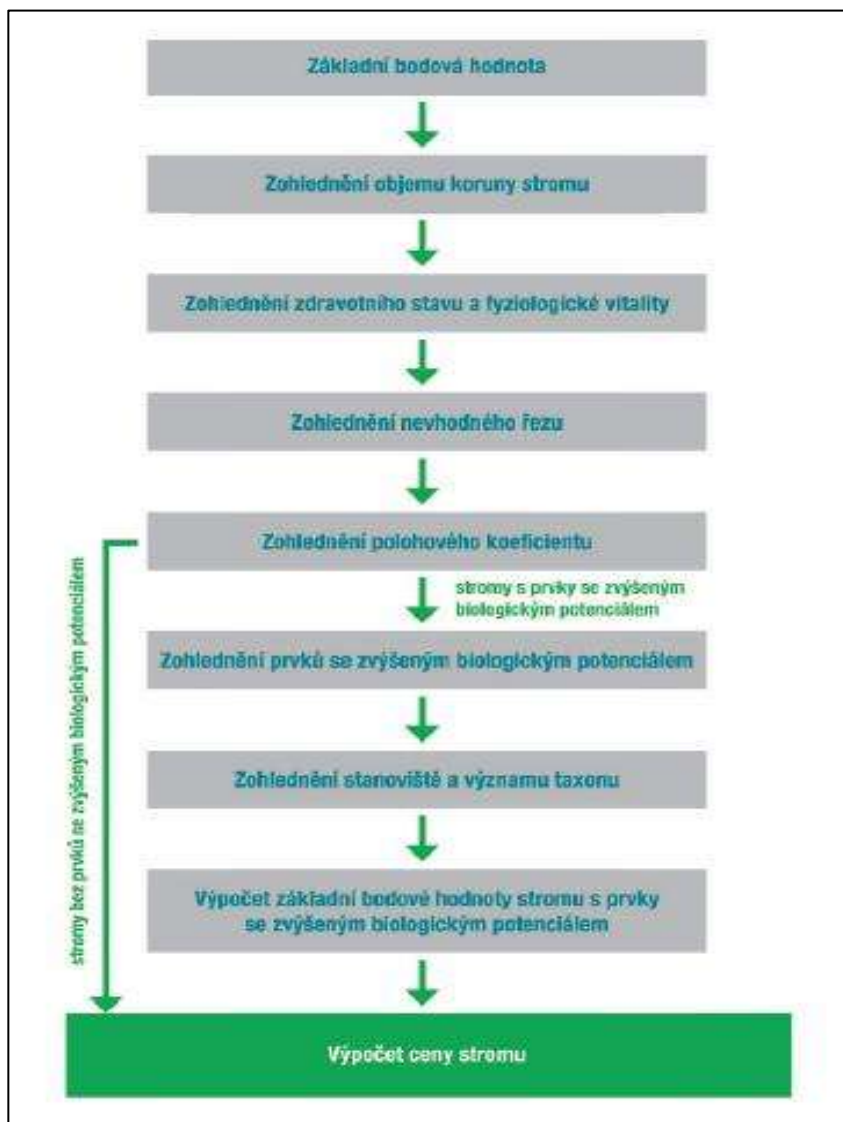 Základní bodová hodnota
Zohlednění objemu koruny stromu
Zohlednění zdravotního stavu a fyziologické vitality
Zohlednění nevhodného řezu
Zohlednění polohového koeficientu
stromy s prvky se zvýšeným
biologickým potenciálem
stromy bez prvků se zvýšeným biologickým potenciálem
Zohlednění prvků se zvýšeným biologickým potenciálem
Zohlednění stanoviště a významu taxonu
Výpočet základní bodové hodnoty stromu s prvky
se zvýšeným biologickým potenciálem
Výpočet ceny stromu